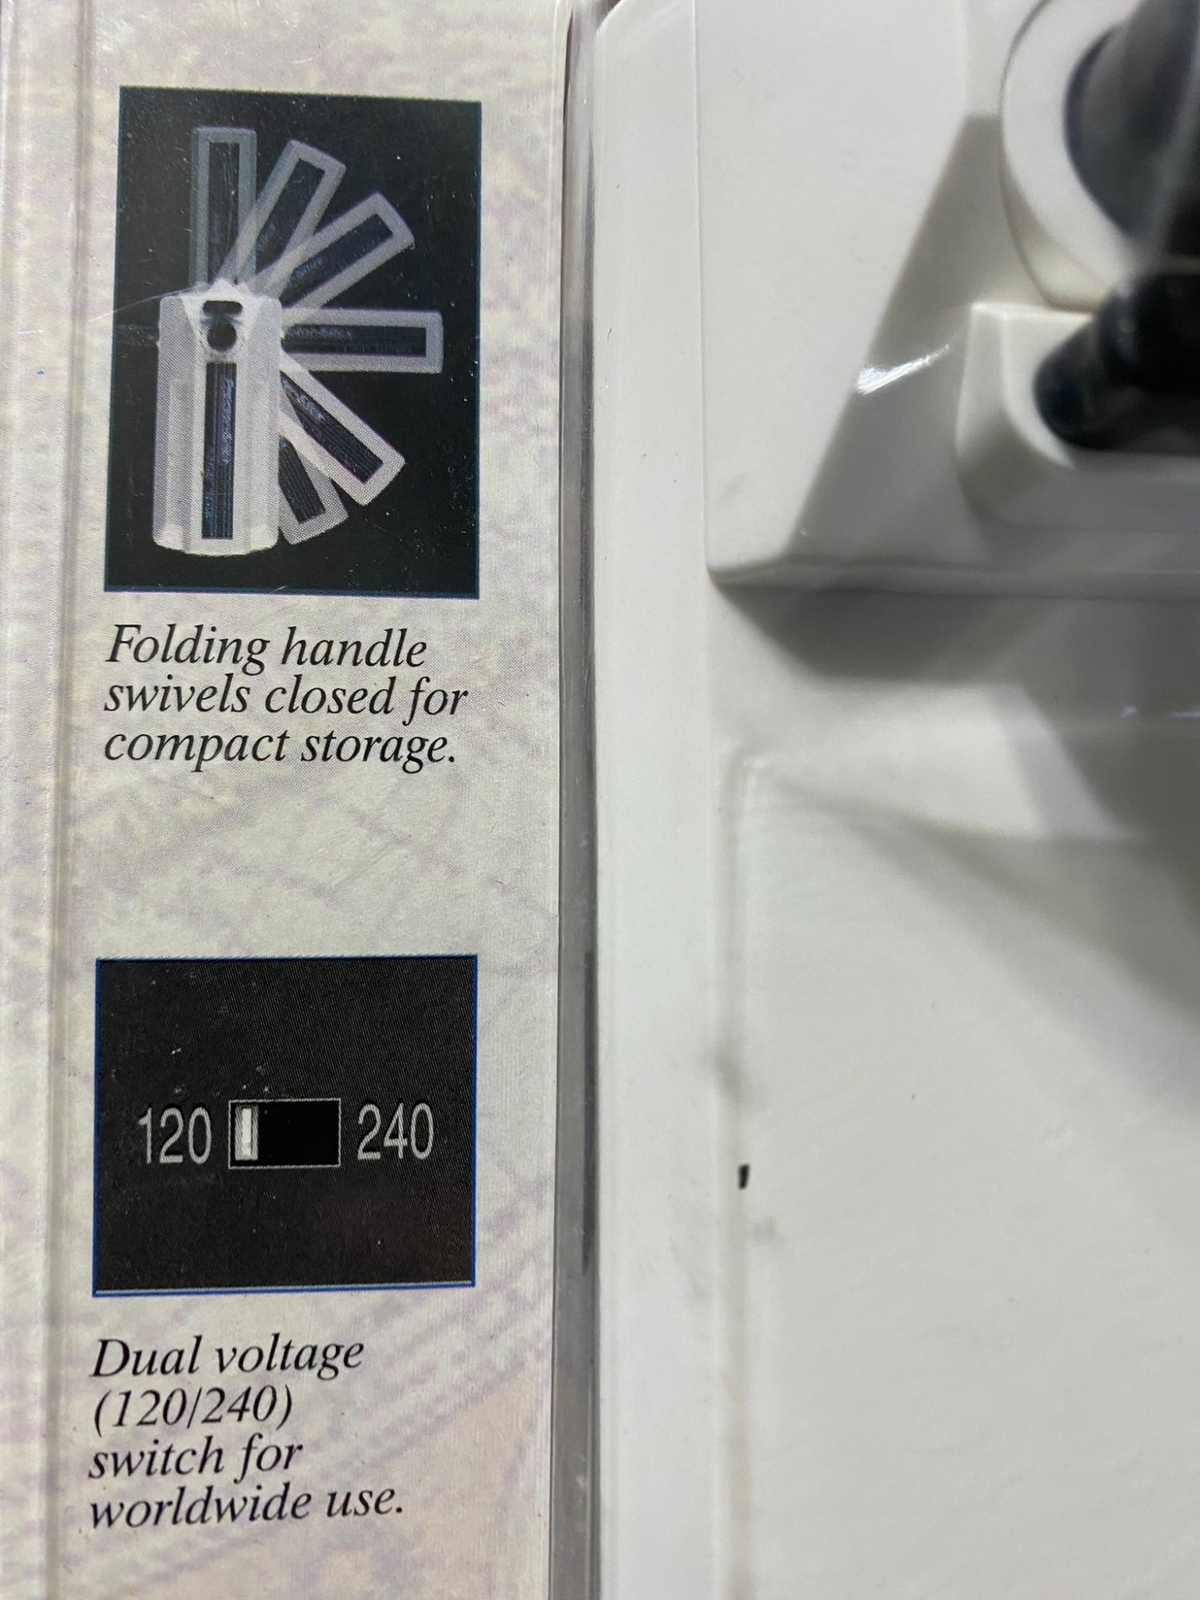 Folding handle
swivels closed for
compact storage.
120 240
Dual voltage
(120/240)
switch for
worldwide use.